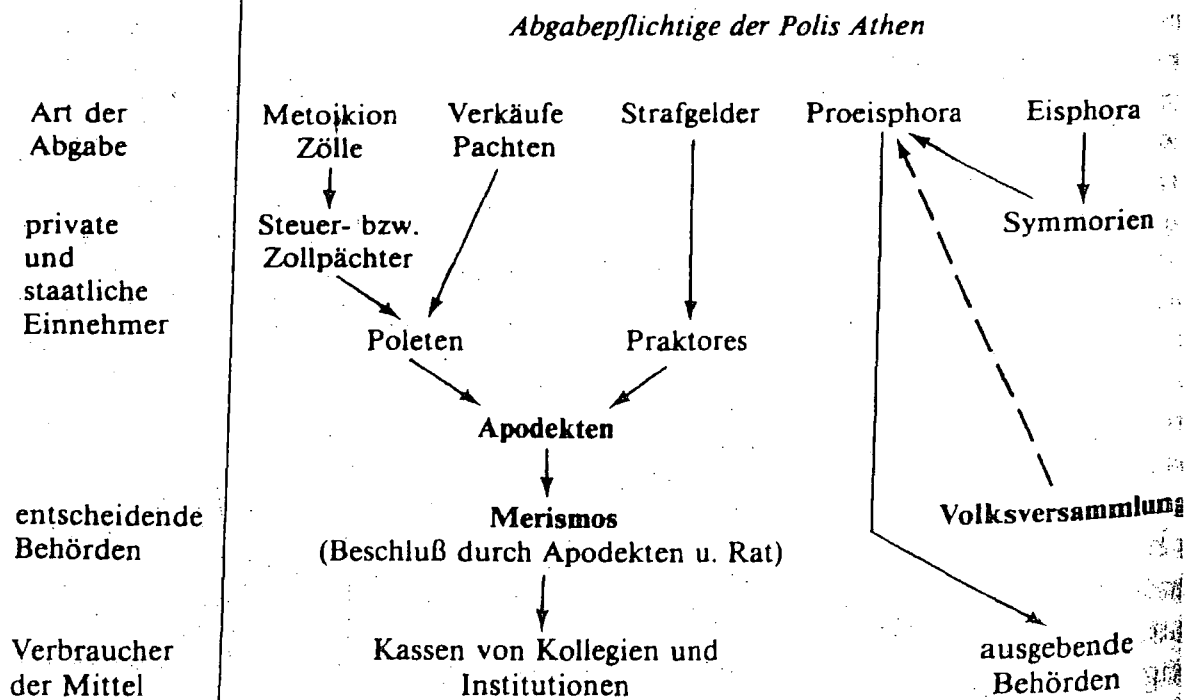 Abgabepflichtige der Polis Athen
Art der
Abgabe
Metoikion
Zölle
Verkäufe
Pachten
Strafgelder
Proeisphora
Eisphora
private
und
staatliche
Einnehmer
Steuer- bzw.
Zollpächter
Symmorien
Poleten
Praktores
Apodekten
entscheidende
Behörden
Merismos
(Beschluß durch Apodekten u. Rat)
Volksversammlung
Verbraucher
der Mittel
Kassen von Kollegien und
Institutionen
ausgebende
Behörden